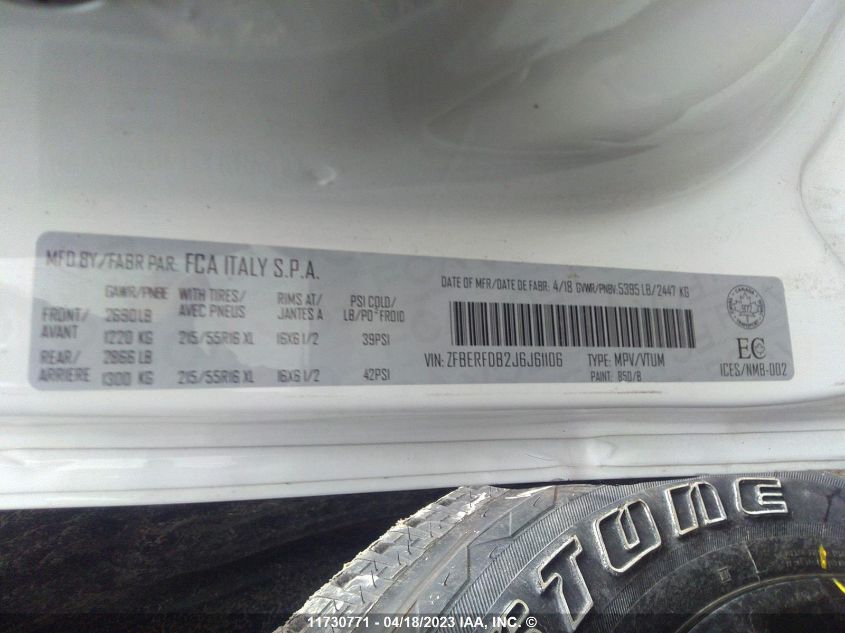 MFD BY/FABR PAR: FCA ITALY S.P.A.
DATE OF MFR/DATE DE FABR: 4/18 GVWR/PNBV: 5395 LB/2447 KG
GAWR/PNBE WITH TIRES/ AVEC PNEUS RIMS AT/ JANTES A PSI COLD/ LB/PO² FROID
FRONT/ 2690 LB
AVANT 1220 KG 215/55R16 XL 16X6 1/2 39PSI
REAR/ 2866 LB
ARRIERE 1300 KG 215/55R16 XL 16X6 1/2 42PSI
VIN: ZFBERFDB2J6J61106 TYPE: MPV/VTUM
PAINT: 850/B
CANADA
EC
ICES/NMB-002
STONE
11730771 - 04/18/2023 IAA, Inc. ©